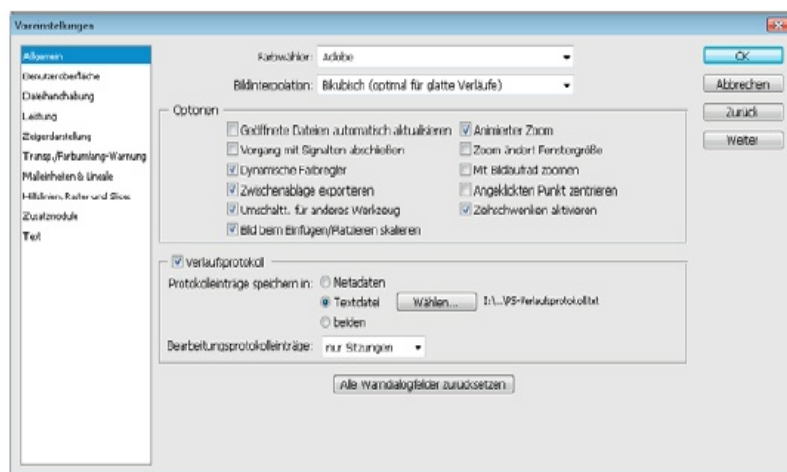 Voreinstellungen
Allgemein
Benutzeroberfläche
Dateihandhabung
Leistung
Zeigerdarstellung
Transp./Farbumfang-Warnung
Maßeinheiten & Lineale
Hilfslinien, Raster und Slices
Zusatzmodule
Text
Farbwähler: Adobe
Bildinterpolation: Bikubisch (optimal für glatte Verläufe)
Optionen
Geöffnete Dateien automatisch aktualisieren
Vorgang mit Signalton abschließen
Dynamische Farbregler
Zwischenablage exportieren
Umschaltt. für anderes Werkzeug
Bild beim Einfügen/Platzieren skalieren
Animierter Zoom
Zoom ändert Fenstergröße
Mit Bildlaufrad zoomen
Angeklickten Punkt zentrieren
Ziehschwenken aktivieren
Verlaufsprotokoll
Protokolleinträge speichern in: Metadaten
Textdatei Wählen... I:\...\PS-Verlaufsprotokoll.txt
beiden
Bearbeitungsprotokolleinträge: nur Sitzungen
Alle Warndialogfelder zurücksetzen
OK
Abbrechen
Zurück
Weiter